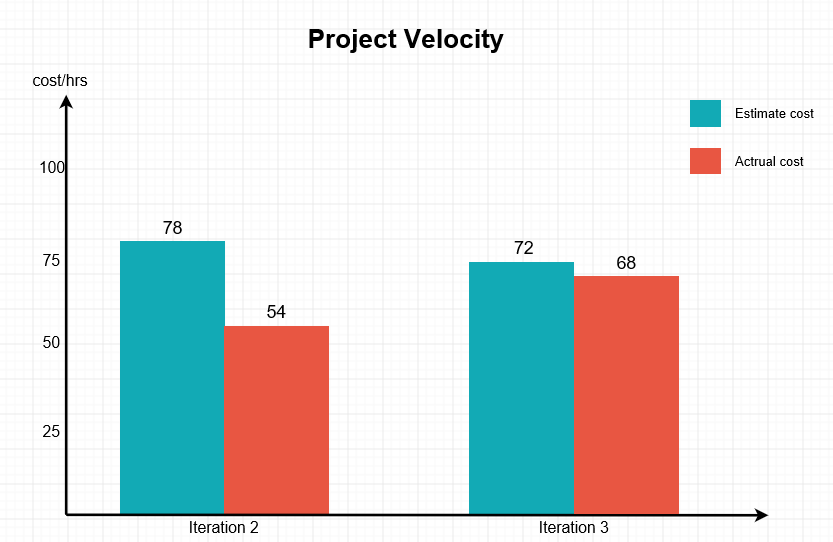 Project Velocity
cost/hrs
Estimate cost
Actrual cost
100
75
50
25
78
54
72
68
Iteration 2
Iteration 3